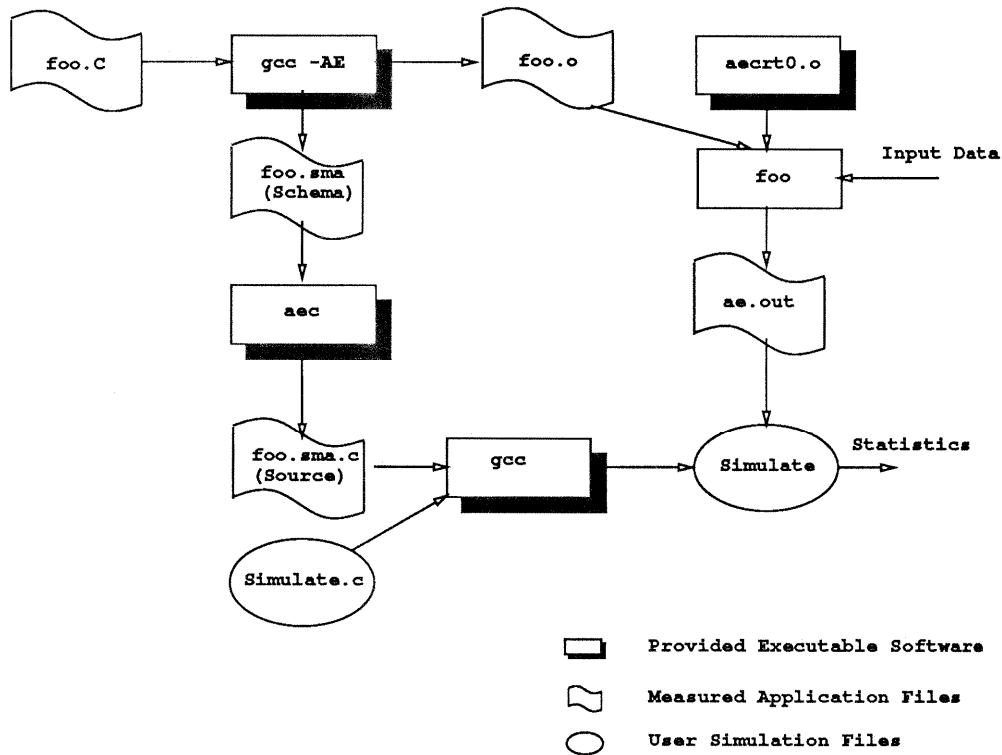 foo.C
gcc -AE
foo.o
aecrt0.o
Input Data
foo.sma
(Schema)
foo
aec
ae.out
foo.sma.c
(Source)
gcc
Simulate
Statistics
Simulate.c
Provided Executable Software
Measured Application Files
User Simulation Files